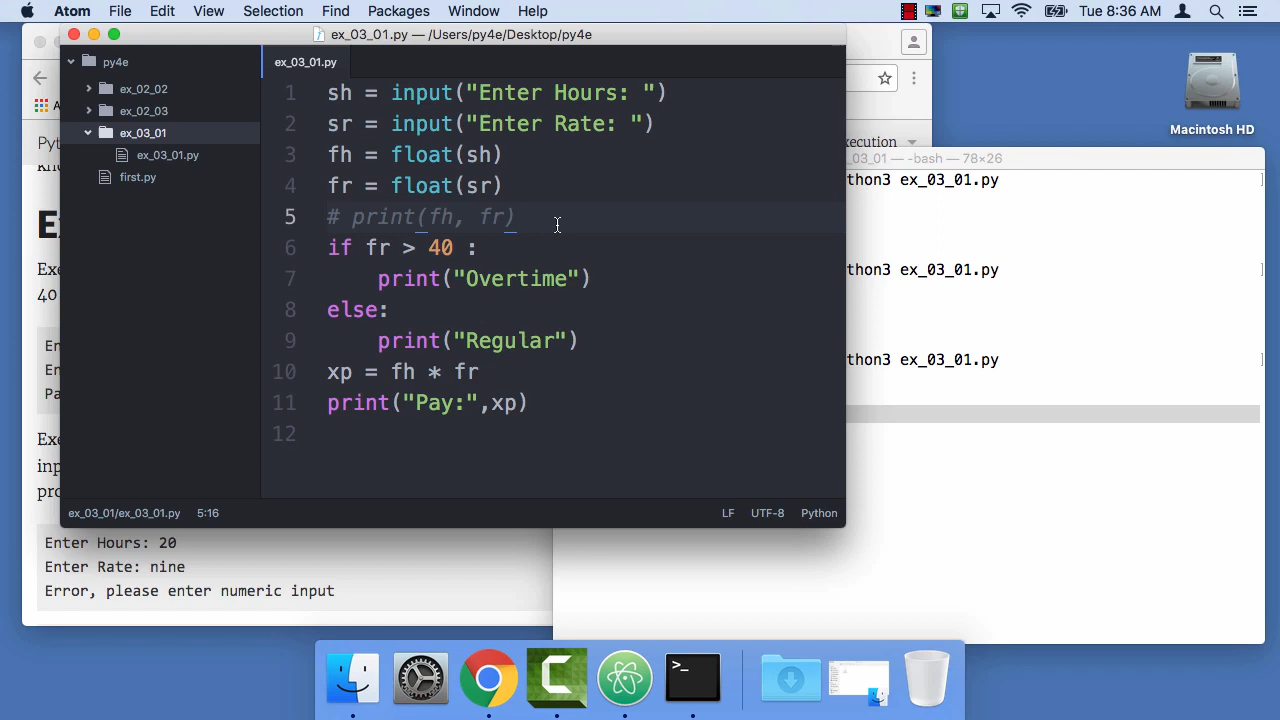 Atom File Edit View Selection Find Packages Window Help Tue 8:36 AM
ex_03_01.py — /Users/py4e/Desktop/py4e
py4e
ex_02_02
ex_02_03
ex_03_01
ex_03_01.py
first.py
ex_03_01.py
1 sh = input("Enter Hours: ")
2 sr = input("Enter Rate: ")
3 fh = float(sh)
4 fr = float(sr)
5 # print(fh, fr)
6 if fr > 40 :
7 print("Overtime")
8 else:
9 print("Regular")
10 xp = fh * fr
11 print("Pay:",xp)
12
ex_03_01/ex_03_01.py 5:16 LF UTF-8 Python
Macintosh HD
_03_01 — -bash — 78×26
thon3 ex_03_01.py
thon3 ex_03_01.py
thon3 ex_03_01.py
40
Enter Hours: 20
Enter Rate: nine
Error, please enter numeric input